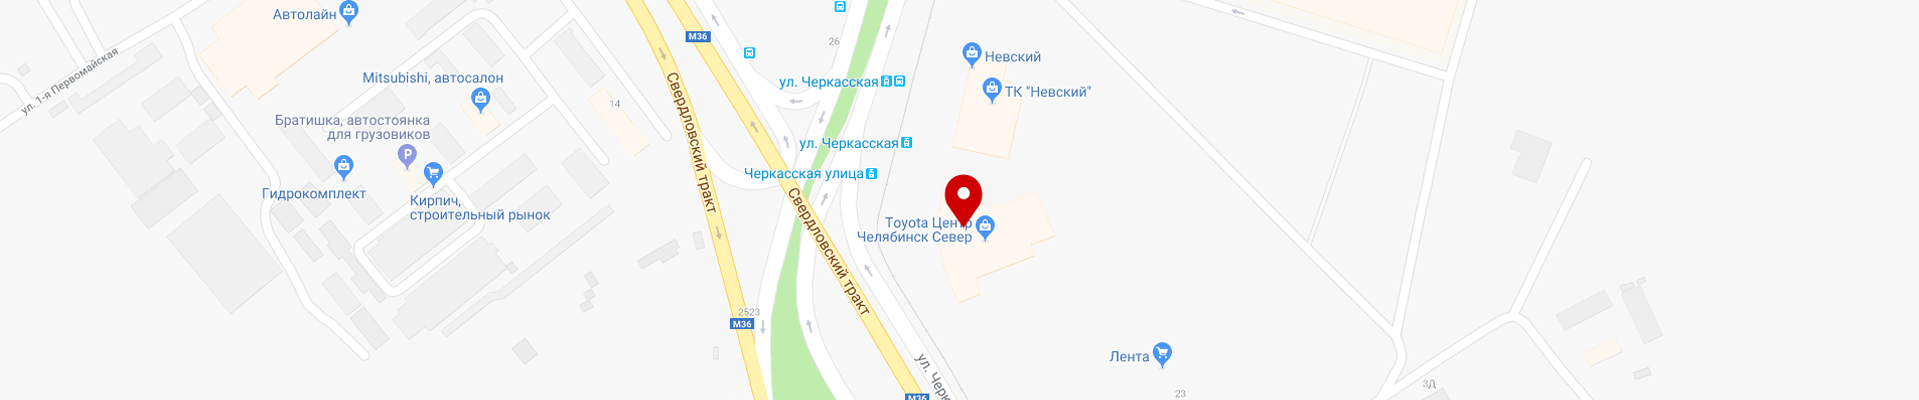 Автолайн
M36
26
Невский
ул. 1-я Первомайская
Mitsubishi, автосалон
ул. Черкасская
ТК "Невский"
14
Братишка, автостоянка
для грузовиков
P
Свердловский тракт
ул. Черкасская
Черкасская улица
Гидрокомплект
Кирпич,
строительный рынок
Свердловский тракт
Toyota Центр
Челябинск Север
2523
M36
Лента
ул. Черк
3Д
23
M36